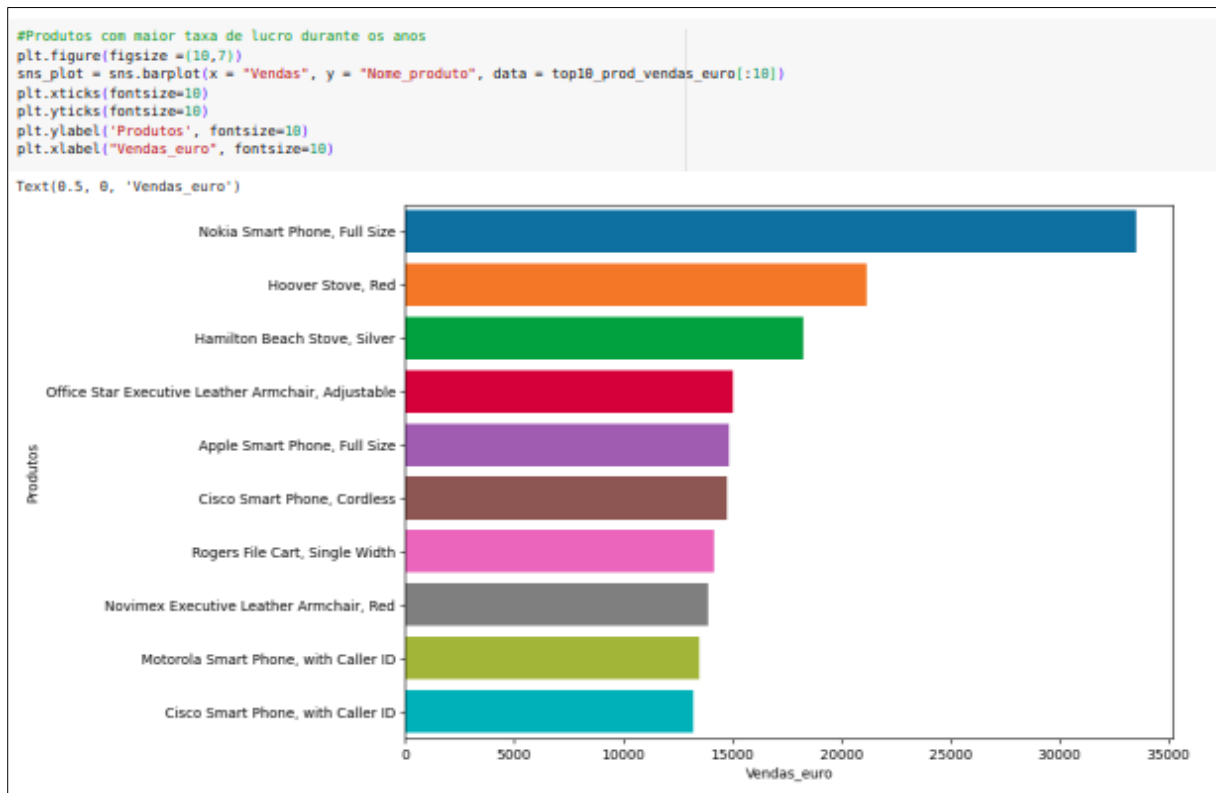 #Produtos com maior taxa de lucro durante os anos
plt.figure(figsize =(10,7))
sns_plot = sns.barplot(x = "Vendas", y = "Nome_produto", data = top10_prod_vendas_euro[:10])
plt.xticks(fontsize=10)
plt.yticks(fontsize=10)
plt.ylabel('Produtos', fontsize=10)
plt.xlabel("Vendas_euro", fontsize=10)
Text(0.5, 0, 'Vendas_euro')
Nokia Smart Phone, Full Size
Hoover Stove, Red
Hamilton Beach Stove, Silver
Office Star Executive Leather Armchair, Adjustable
Apple Smart Phone, Full Size
Cisco Smart Phone, Cordless
Rogers File Cart, Single Width
Novimex Executive Leather Armchair, Red
Motorola Smart Phone, with Caller ID
Cisco Smart Phone, with Caller ID
Produtos
0 5000 10000 15000 20000 25000 30000 35000
Vendas_euro